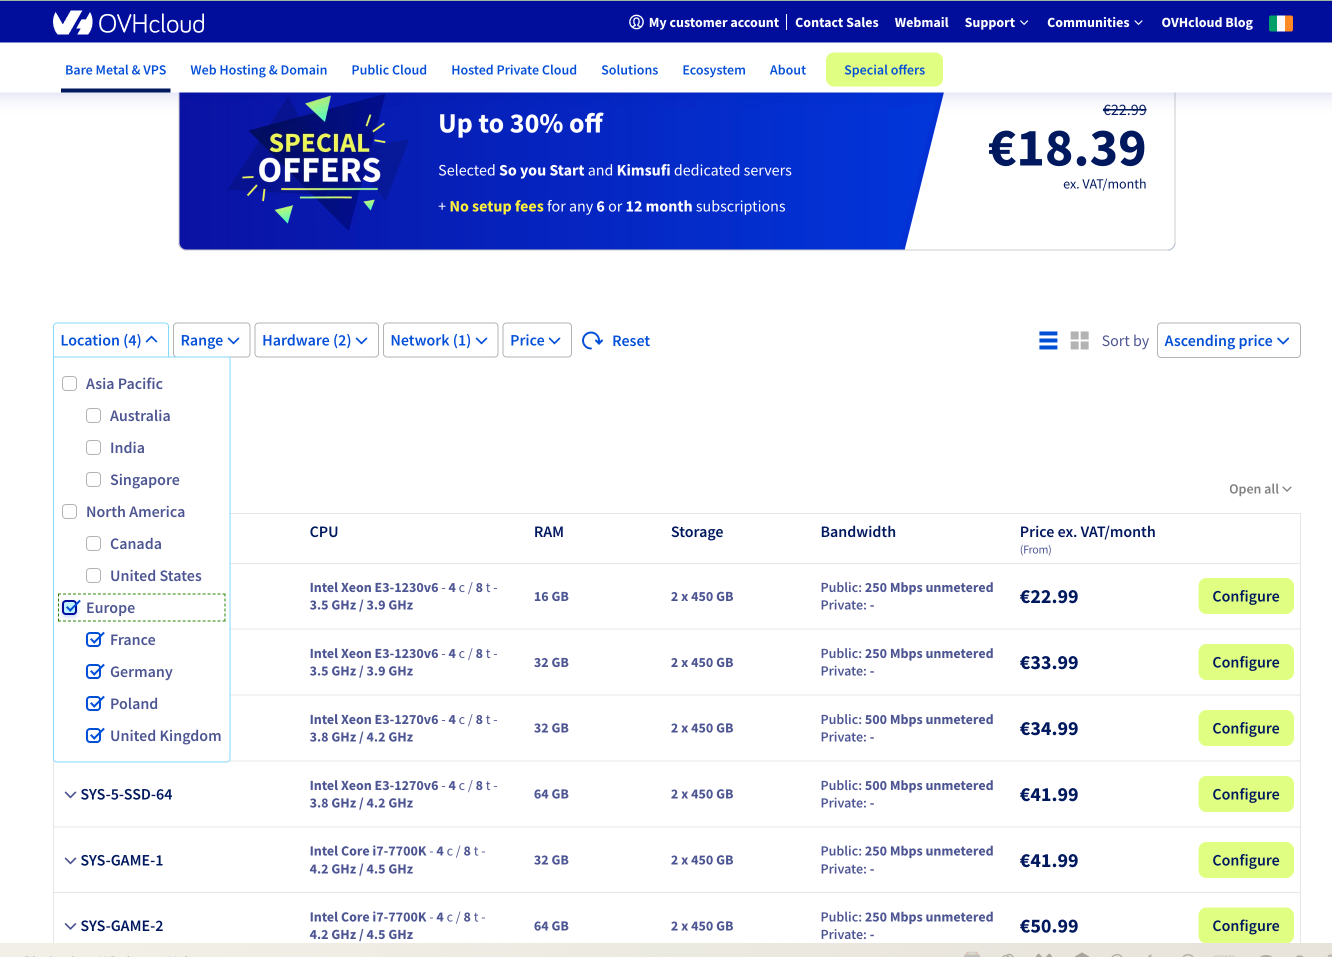 OVHcloud
My customer account Contact Sales Webmail Support Communities OVHcloud Blog
Bare Metal & VPS Web Hosting & Domain Public Cloud Hosted Private Cloud Solutions Ecosystem About Special offers
SPECIAL
OFFERS
Up to 30% off
Selected So you Start and Kimsufi dedicated servers
+ No setup fees for any 6 or 12 month subscriptions
€22.99
€18.39
ex. VAT/month
Location (4) Range Hardware (2) Network (1) Price Reset
Sort by Ascending price
Asia Pacific
Australia
India
Singapore
North America
Canada
United States
Europe
France
Germany
Poland
United Kingdom
Open all
CPU RAM Storage Bandwidth Price ex. VAT/month
(From)
Intel Xeon E3-1230v6 - 4 c / 8 t -
3.5 GHz / 3.9 GHz
16 GB
2 x 450 GB
Public: 250 Mbps unmetered
Private: -
€22.99
Configure
Intel Xeon E3-1230v6 - 4 c / 8 t -
3.5 GHz / 3.9 GHz
32 GB
2 x 450 GB
Public: 250 Mbps unmetered
Private: -
€33.99
Configure
Intel Xeon E3-1270v6 - 4 c / 8 t -
3.8 GHz / 4.2 GHz
32 GB
2 x 450 GB
Public: 500 Mbps unmetered
Private: -
€34.99
Configure
SYS-5-SSD-64
Intel Xeon E3-1270v6 - 4 c / 8 t -
3.8 GHz / 4.2 GHz
64 GB
2 x 450 GB
Public: 500 Mbps unmetered
Private: -
€41.99
Configure
SYS-GAME-1
Intel Core i7-7700K - 4 c / 8 t -
4.2 GHz / 4.5 GHz
32 GB
2 x 450 GB
Public: 250 Mbps unmetered
Private: -
€41.99
Configure
SYS-GAME-2
Intel Core i7-7700K - 4 c / 8 t -
4.2 GHz / 4.5 GHz
64 GB
2 x 450 GB
Public: 250 Mbps unmetered
Private: -
€50.99
Configure